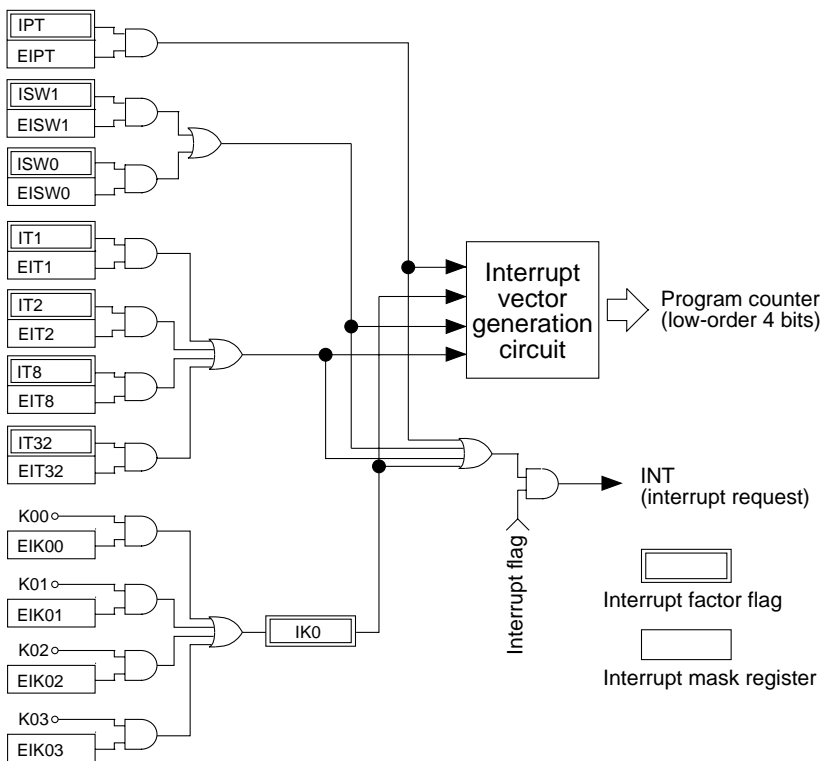 IPT
EIPT
ISW1
EISW1
ISW0
EISW0
IT1
EIT1
IT2
EIT2
IT8
EIT8
IT32
EIT32
K00
EIK00
K01
EIK01
K02
EIK02
K03
EIK03
IK0
Interrupt
vector
generation
circuit
Program counter
(low-order 4 bits)
INT
(interrupt request)
Interrupt flag
Interrupt factor flag
Interrupt mask register